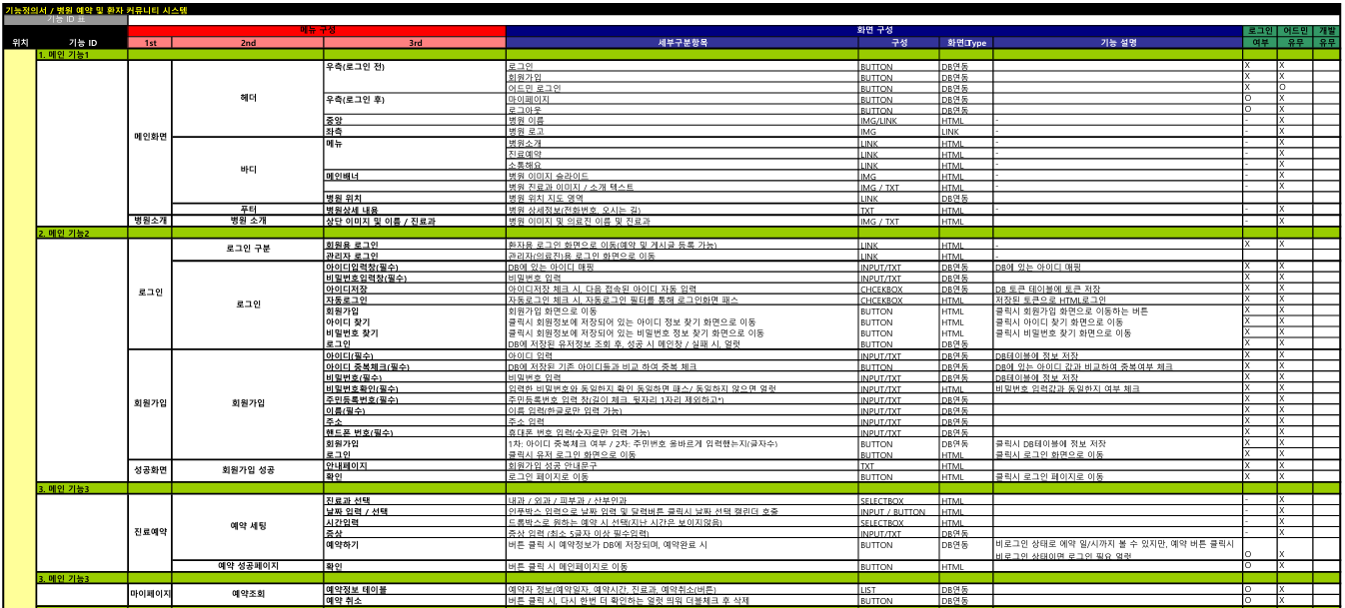 기능정의서 / 병원 예약 및 환자 커뮤니티 시스템
기능 ID 표
메뉴 구성 화면 구성 로그인 어드민 개발
위치 기능 ID 1st 2nd 3rd 세부구분항목 구성 화면 Type 기능 설명 여부 유무 유무
1. 메인 기능1
우측(로그인 전) 로그인 BUTTON DB연동 X X
회원가입 BUTTON DB연동 X X
헤더 어드민 로그인 BUTTON DB연동 X O
우측(로그인 후) 마이페이지 BUTTON DB연동 O X
로그아웃 BUTTON DB연동 O X
중앙 병원 이름 IMG/LINK HTML - - X
메인화면 좌측 병원 로고 IMG LINK - - X
메뉴 병원소개 LINK HTML - - X
진료예약 LINK HTML - - X
바디 소통해요 LINK HTML - - X
메인배너 병원 이미지 슬라이드 IMG HTML - - X
병원 진료과 이미지 / 소개 텍스트 IMG / TXT HTML - - X
병원 위치 병원 위치 지도 영역 LINK DB연동
푸터 병원상세 내용 병원 상세정보(전화번호, 오시는 길) TXT HTML - - X
병원소개 병원 소개 상단 이미지 및 이름 / 진료과 병원 이미지 및 의료진 이름 및 진료과 IMG / TXT HTML - X
2. 메인 기능2
로그인 구분 회원용 로그인 환자용 로그인 화면으로 이동(예약 및 게시글 등록 가능) LINK HTML - X X
관리자 로그인 관리자(의료진)용 로그인 화면으로 이동 LINK HTML -
아이디입력창(필수) DB에 있는 아이디 매핑 INPUT/TXT DB연동 DB에 있는 아이디 매핑 X X
비밀번호입력창(필수) 비밀번호 입력 INPUT/TXT DB연동 X X
로그인 아이디저장 아이디저장 체크 시, 다음 접속된 아이디 자동 입력 CHCEKBOX DB연동 DB 토큰 테이블에 토큰 저장 X X
로그인 자동로그인 자동로그인 체크 시, 자동로그인 필터를 통해 로그인화면 패스 CHCEKBOX HTML 저장된 토큰으로 HTML로그인 X X
회원가입 회원가입 화면으로 이동 BUTTON HTML 클릭시 회원가입 화면으로 이동하는 버튼 X X
아이디 찾기 클릭시 회원정보에 저장되어 있는 아이디 정보 찾기 화면으로 이동 BUTTON HTML 클릭시 아이디 찾기 화면으로 이동 X X
비밀번호 찾기 클릭시 회원정보에 저장되어 있는 비밀번호 정보 찾기 화면으로 이동 BUTTON HTML 클릭시 비밀번호 찾기 화면으로 이동 X X
로그인 DB에 저장된 유저정보 조회 후, 성공 시 메인창 / 실패 시, 얼럿 BUTTON DB연동 X X
아이디(필수) 아이디 입력 INPUT/TXT DB연동 DB테이블에 정보 저장 X X
아이디 중복체크(필수) DB에 저장된 기존 아이디들과 비교 하여 중복 체크 BUTTON DB연동 DB에 있는 아이디 값과 비교하여 중복여부 체크 X X
비밀번호(필수) 비밀번호 입력 INPUT/TXT DB연동 DB테이블에 정보 저장 X X
비밀번호확인(필수) 입력한 비밀번호와 동일한지 확인 동일하면 패스/ 동일하지 않으면 얼럿 INPUT/TXT HTML 비밀번호 입력값과 동일한지 여부 체크 X X
회원가입 회원가입 주민등록번호(필수) 주민등록번호 입력 창(길이 체크, 뒷자리 1자리 제외하고*) INPUT/TXT DB연동 X X
이름(필수) 이름 입력(한글로만 입력 가능) INPUT/TXT DB연동 X X
주소 주소 입력 INPUT/TXT DB연동 X X
핸드폰 번호(필수) 휴대폰 번호 입력(숫자로만 입력 가능) INPUT/TXT DB연동 X X
회원가입 1차: 아이디 중복체크 여부 / 2차: 주민번호 올바르게 입력했는지(글자수) BUTTON DB연동 클릭시 DB테이블에 정보 저장 X X
로그인 클릭시 유저 로그인 화면으로 이동 BUTTON HTML 클릭시 로그인 화면으로 이동 X X
성공화면 회원가입 성공 안내페이지 회원가입 성공 안내문구 TXT HTML X X
확인 로그인 페이지로 이동 BUTTON HTML 클릭시 로그인 페이지로 이동 X X
3. 메인 기능3
진료과 선택 내과 / 외과 / 피부과 / 산부인과 SELECTBOX HTML - X
날짜 입력 / 선택 인풋박스 입력으로 날짜 입력 및 달력버튼 클릭시 날짜 선택 캘린더 호출 INPUT / BUTTON HTML - X
예약 세팅 시간입력 드롭박스로 원하는 예약 시 선택(지난 시간은 보이지않음) SELECTBOX HTML - X
진료예약 증상 증상 입력 (최소 5글자 이상 필수입력) INPUT/TXT DB연동 - X
예약하기 버튼 클릭 시 예약정보가 DB에 저장되며, 예약완료 시 BUTTON DB연동 비로그인 상태로 예약 일/시까지 볼 수 있지만, 예약 버튼 클릭시
비로그인 상태이면 로그인 필요 얼럿 O X
예약 성공페이지 확인 버튼 클릭 시 메인페이지로 이동 BUTTON HTML O X
3. 메인 기능3
마이페이지 예약조회 예약정보 테이블 예약자 정보(예약일자, 예약시간, 진료과, 예약취소(버튼) LIST DB연동 O X
예약 취소 버튼 클릭 시, 다시 한번 더 확인하는 얼럿 띄워 더블체크 후 삭제 BUTTON DB연동 O X